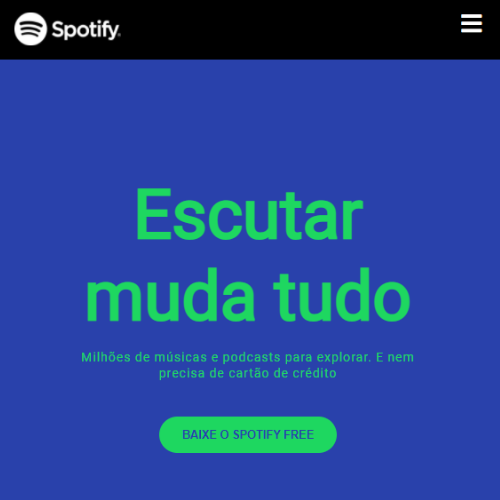 Spotify
Escutar
muda tudo
Milhões de músicas e podcasts para explorar. E nem
precisa de cartão de crédito
BAIXE O SPOTIFY FREE